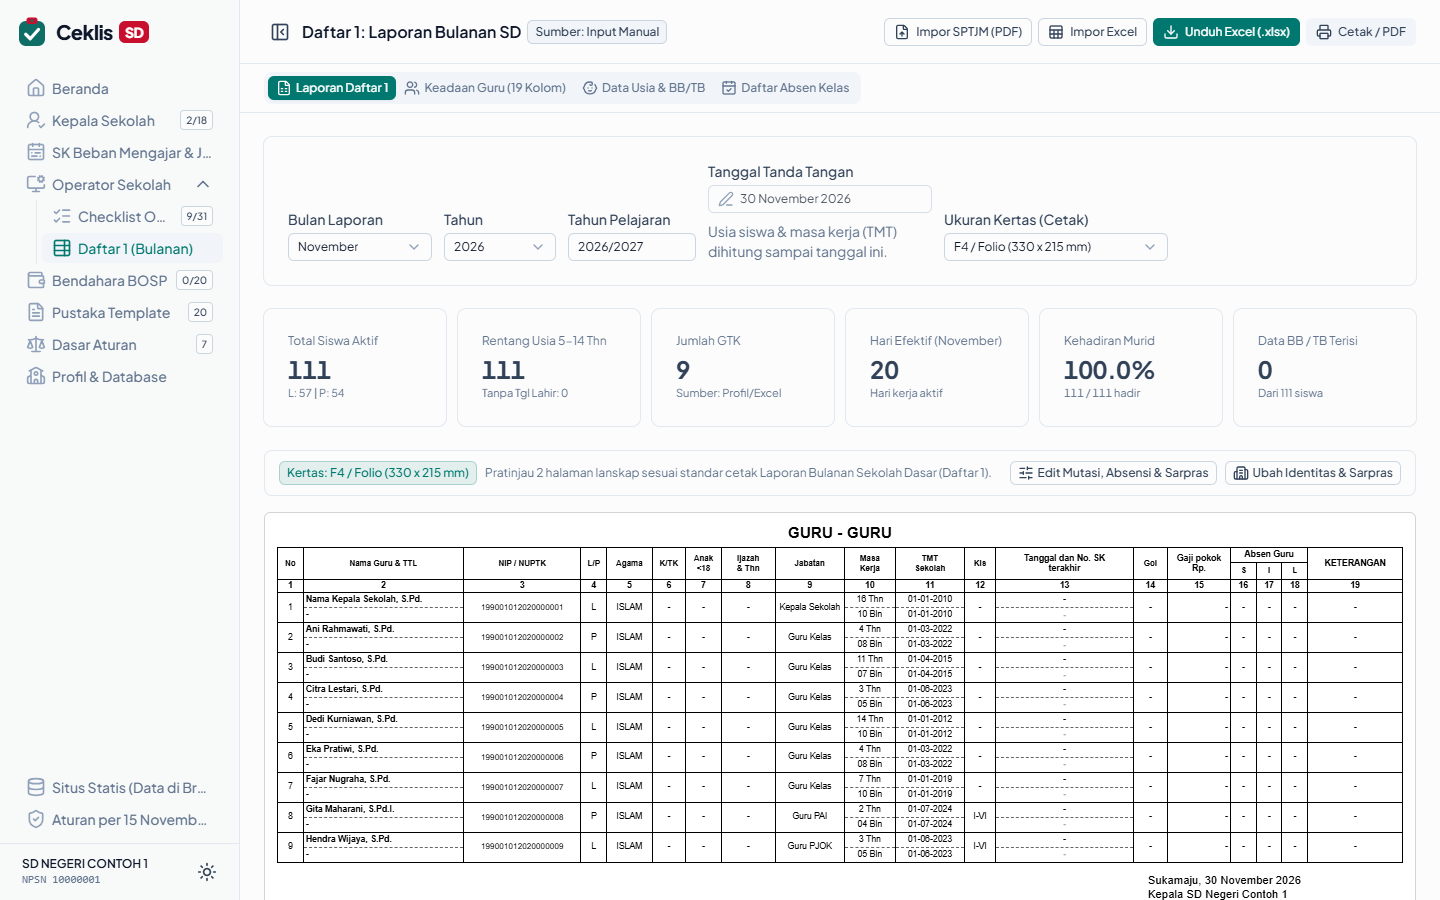 Ceklis SD
Beranda
Kepala Sekolah 2/18
SK Beban Mengajar & J...
Operator Sekolah
Checklist O... 9/31
Daftar 1 (Bulanan)
Bendahara BOSP 0/20
Pustaka Template 20
Dasar Aturan 7
Profil & Database
Situs Statis (Data di Br...
Aturan per 15 Novemb...
SD NEGERI CONTOH 1
NPSN 10000001
Daftar 1: Laporan Bulanan SD Sumber: Input Manual
Impor SPTJM (PDF) Impor Excel Unduh Excel (.xlsx) Cetak / PDF
Laporan Daftar 1 Keadaan Guru (19 Kolom) Data Usia & BB/TB Daftar Absen Kelas
Bulan Laporan
November
Tahun
2026
Tahun Pelajaran
2026/2027
Tanggal Tanda Tangan
30 November 2026
Usia siswa & masa kerja (TMT)
dihitung sampai tanggal ini.
Ukuran Kertas (Cetak)
F4 / Folio (330 x 215 mm)
Total Siswa Aktif
111
L: 57 | P: 54
Rentang Usia 5–14 Thn
111
Tanpa Tgl Lahir: 0
Jumlah GTK
9
Sumber: Profil/Excel
Hari Efektif (November)
20
Hari kerja aktif
Kehadiran Murid
100.0%
111 / 111 hadir
Data BB / TB Terisi
0
Dari 111 siswa
Kertas: F4 / Folio (330 x 215 mm) Pratinjau 2 halaman lanskap sesuai standar cetak Laporan Bulanan Sekolah Dasar (Daftar 1). Edit Mutasi, Absensi & Sarpras Ubah Identitas & Sarpras
GURU - GURU
No Nama Guru & TTL NIP / NUPTK L/P Agama K/TK Anak <18 Ijazah & Thn Jabatan Masa Kerja TMT Sekolah Kls Tanggal dan No. SK terakhir Gol Gaji pokok Rp. Absen Guru S I L KETERANGAN
1 2 3 4 5 6 7 8 9 10 11 12 13 14 15 16 17 18 19
1 Nama Kepala Sekolah, S.Pd. 199001012020000001 L ISLAM - - - Kepala Sekolah 16 Thn 01-01-2010 - - - - - - - -
- 10 Bln 01-01-2010 -
2 Ani Rahmawati, S.Pd. 199001012020000002 P ISLAM - - - Guru Kelas 4 Thn 01-03-2022 - - - - - - - -
- 08 Bln 01-03-2022 -
3 Budi Santoso, S.Pd. 199001012020000003 L ISLAM - - - Guru Kelas 11 Thn 01-04-2015 - - - - - - - -
- 07 Bln 01-04-2015 -
4 Citra Lestari, S.Pd. 199001012020000004 P ISLAM - - - Guru Kelas 3 Thn 01-06-2023 - - - - - - - -
- 05 Bln 01-06-2023 -
5 Dedi Kurniawan, S.Pd. 199001012020000005 L ISLAM - - - Guru Kelas 14 Thn 01-01-2012 - - - - - - - -
- 10 Bln 01-01-2012 -
6 Eka Pratiwi, S.Pd. 199001012020000006 P ISLAM - - - Guru Kelas 4 Thn 01-03-2022 - - - - - - - -
- 08 Bln 01-03-2022 -
7 Fajar Nugraha, S.Pd. 199001012020000007 L ISLAM - - - Guru Kelas 7 Thn 01-01-2019 - - - - - - - -
- 10 Bln 01-01-2019 -
8 Gita Maharani, S.Pd.I. 199001012020000008 P ISLAM - - - Guru PAI 2 Thn 01-07-2024 I-VI - - - - - - -
- 04 Bln 01-07-2024 -
9 Hendra Wijaya, S.Pd. 199001012020000009 L ISLAM - - - Guru PJOK 3 Thn 01-06-2023 I-VI - - - - - - -
- 05 Bln 01-06-2023 -
Sukamaju, 30 November 2026
Kepala SD Negeri Contoh 1